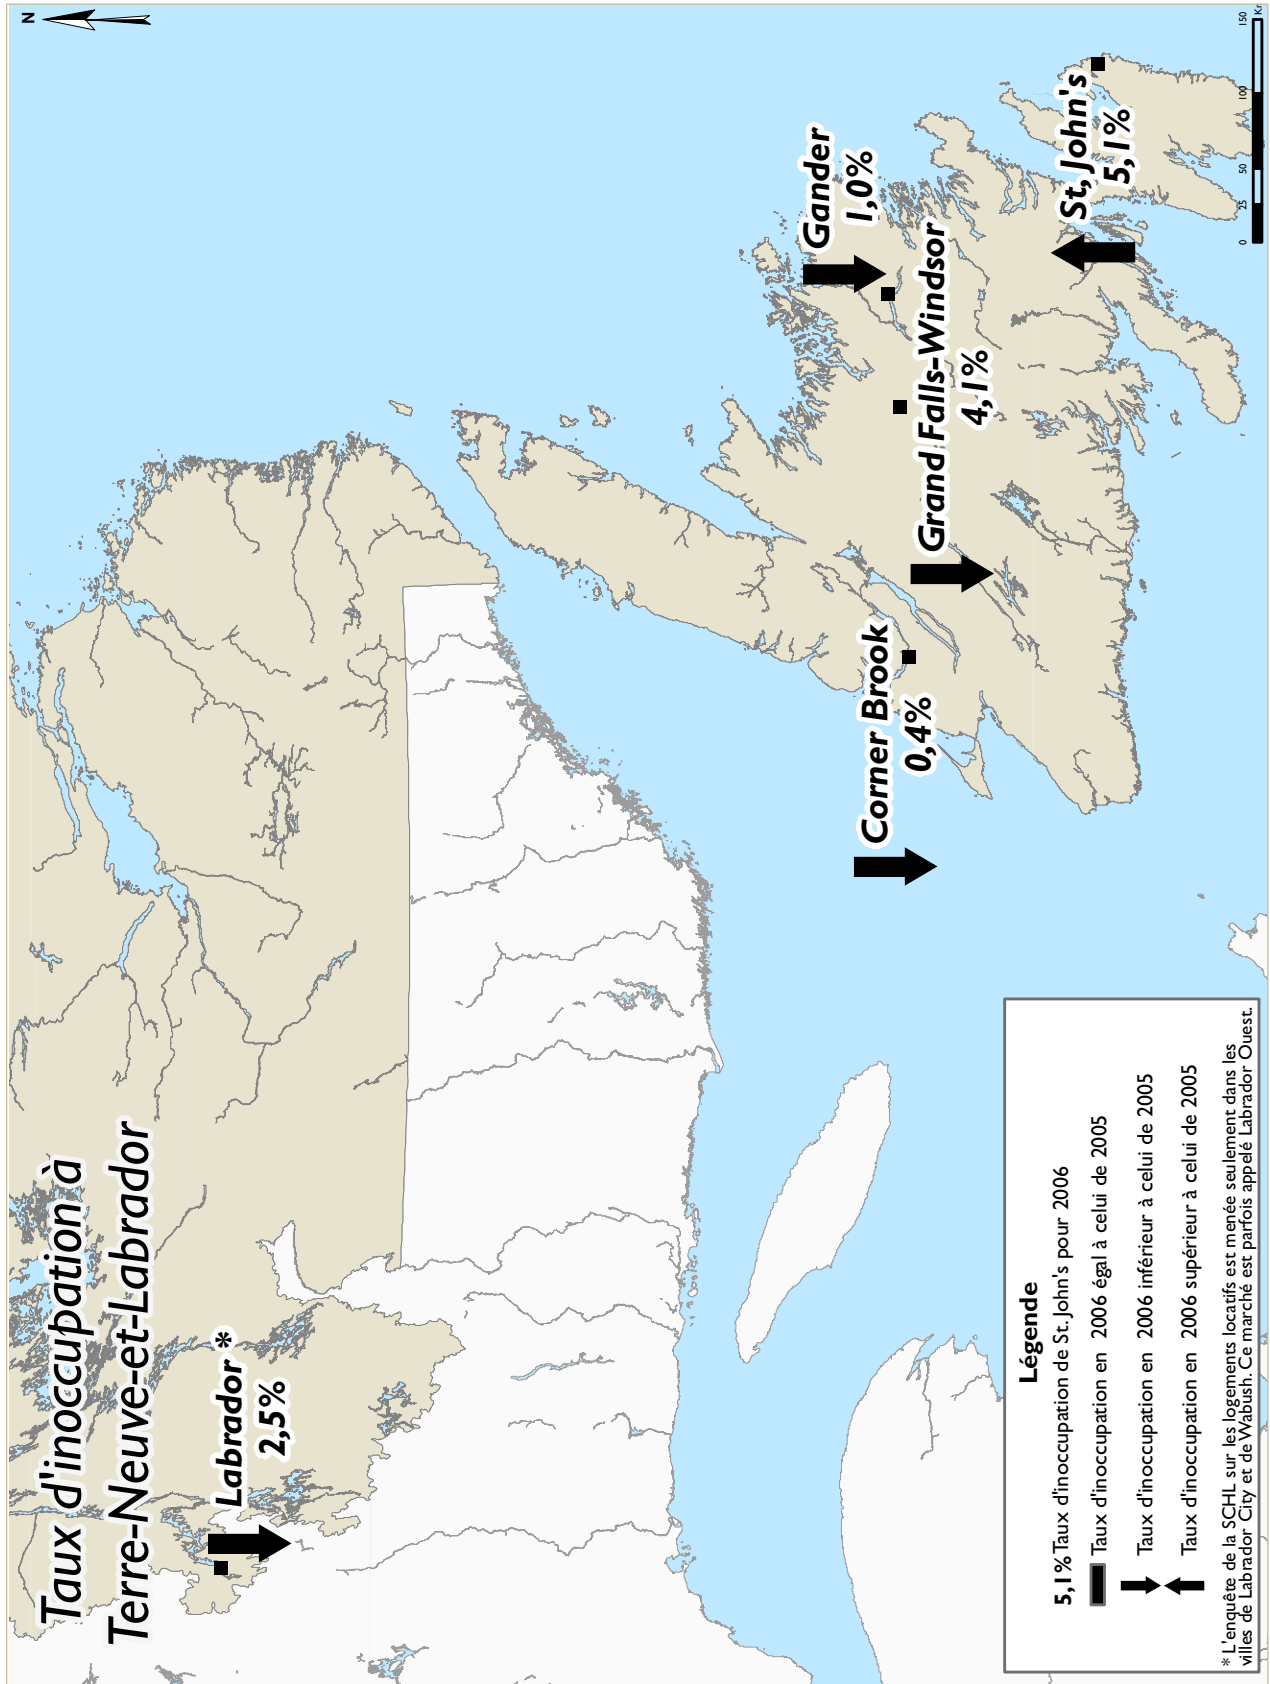 Taux d'inoccupation à
Terre-Neuve-et-Labrador
N
Labrador *
2,5%
Corner Brook
0,4%
Grand Falls-Windsor
4,1%
Gander
1,0%
St. John's
5,1%
Légende
5,1% Taux d'inoccupation de St. John's pour 2006
Taux d'inoccupation en 2006 égal à celui de 2005
Taux d'inoccupation en 2006 inférieur à celui de 2005
Taux d'inoccupation en 2006 supérieur à celui de 2005
* L'enquête de la SCHL sur les logements locatifs est menée seulement dans les
villes de Labrador City et de Wabush. Ce marché est parfois appelé Labrador Ouest.
0 25 50 100 150